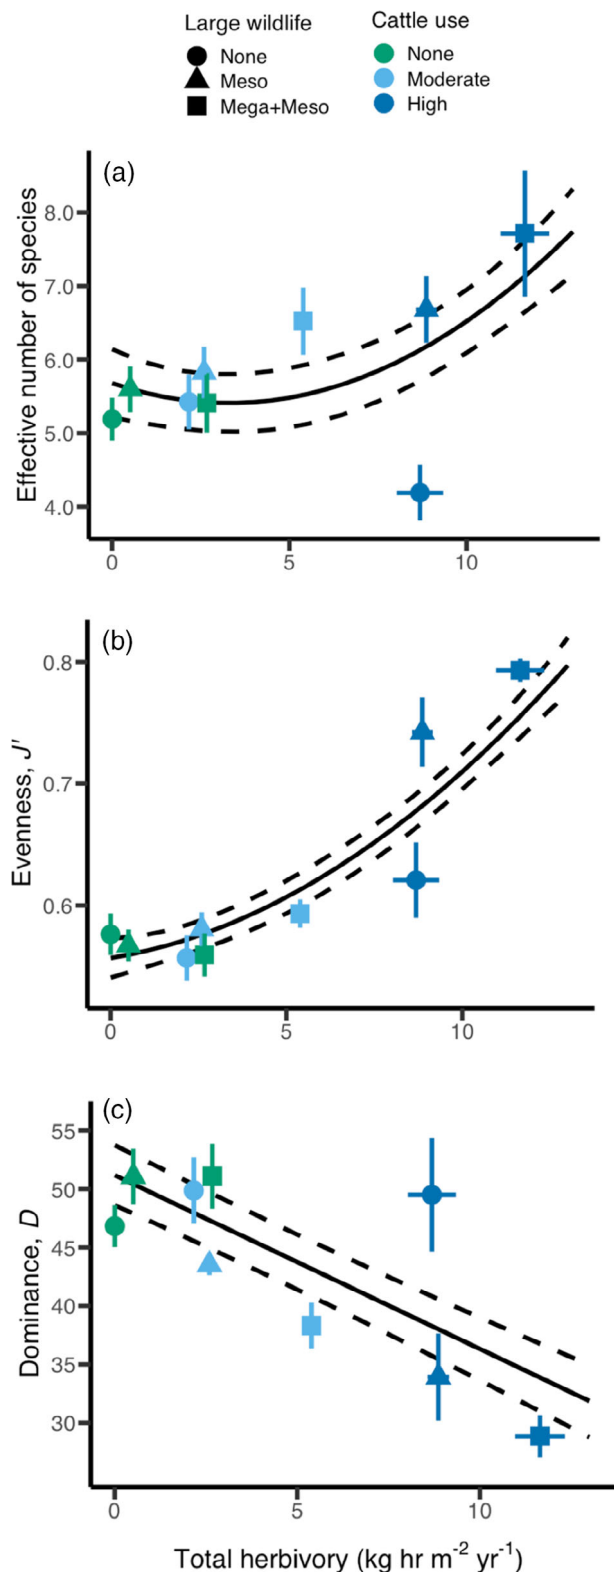 Large wildlife
None
Meso
Mega+Meso
Cattle use
None
Moderate
High
(a)
Effective number of species
8.0
7.0
6.0
5.0
4.0
0 5 10
(b)
Evenness, J'
0.8
0.7
0.6
0 5 10
(c)
Dominance, D
55
50
45
40
35
30
0 5 10
Total herbivory (kg hr m⁻² yr⁻¹)